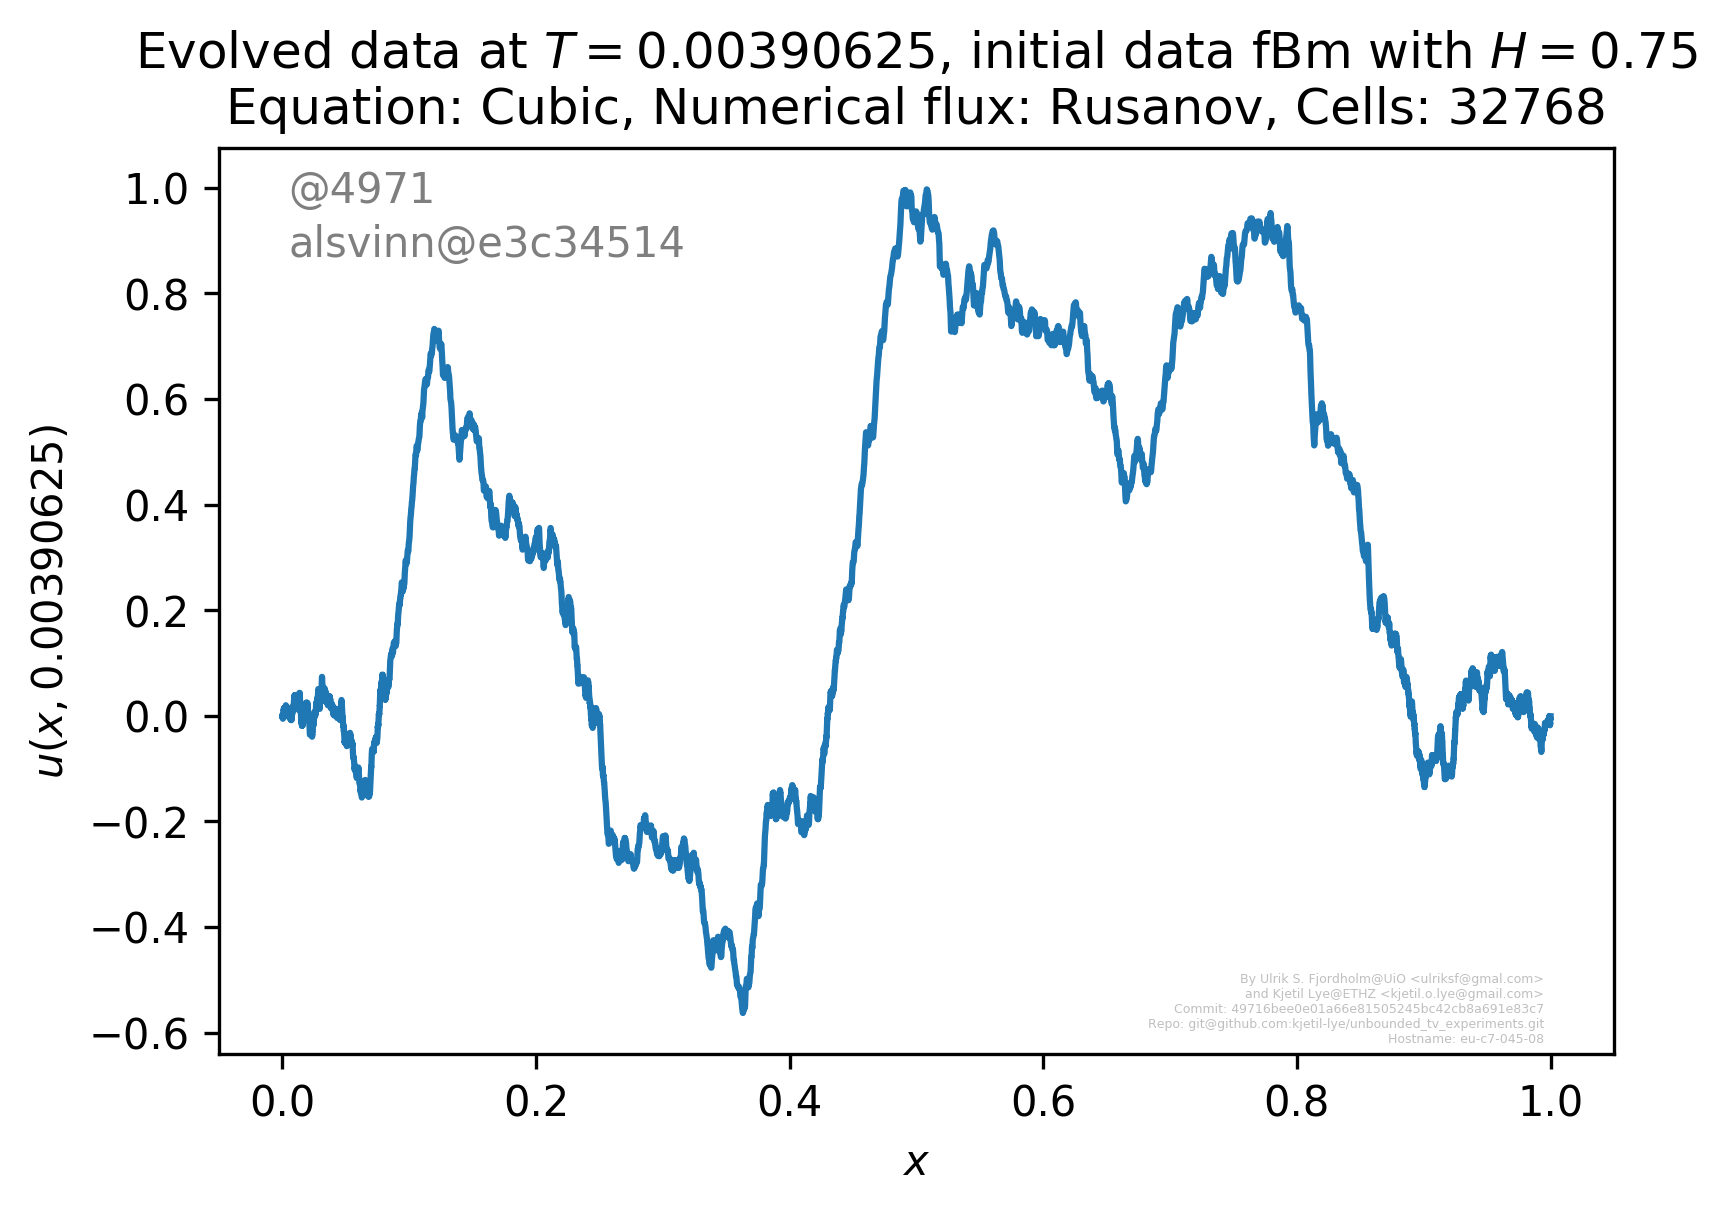 Evolved data at T = 0.00390625, initial data fBm with H = 0.75
Equation: Cubic, Numerical flux: Rusanov, Cells: 32768
@4971
alsvinn@e3c34514
1.0
0.8
0.6
0.4
0.2
0.0
−0.2
−0.4
−0.6
u(x, 0.00390625)
By Ulrik S. Fjordholm@UiO <ulriksf@gmal.com>
and Kjetil Lye@ETHZ <kjetil.o.lye@gmail.com>
Commit: 49716bee0e01a66e81505245bc42cb8a691e83c7
Repo: git@github.com:kjetil-lye/unbounded_tv_experiments.git
Hostname: eu-c7-045-08
0.0 0.2 0.4 0.6 0.8 1.0
x